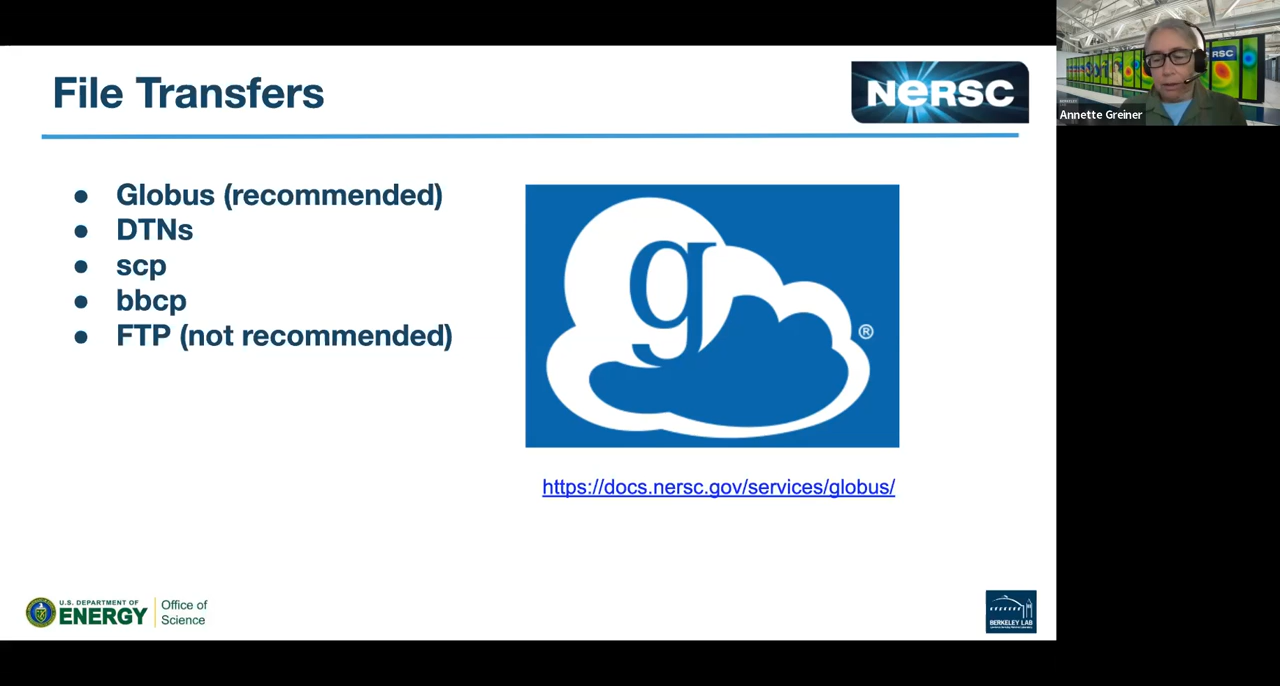 File Transfers
NERSC
● Globus (recommended)
● DTNs
● scp
● bbcp
● FTP (not recommended)
g
®
https://docs.nersc.gov/services/globus/
U.S. DEPARTMENT OF
ENERGY
Office of
Science
BERKELEY LAB
RSC
Annette Greiner